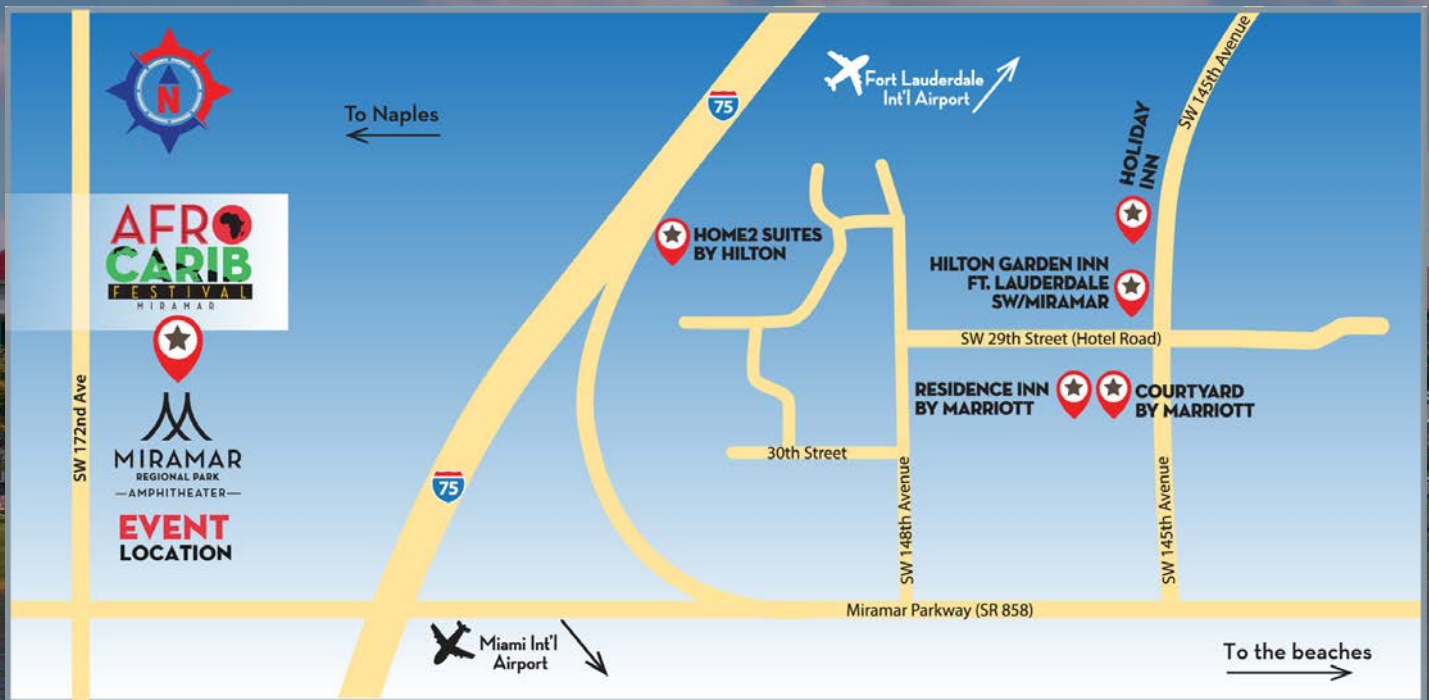 N
To Naples
75
Fort Lauderdale
Int'l Airport
SW 145th Avenue
HOLIDAY
INN
AFRO
CARIB
FESTIVAL
MIRAMAR
HOME2 SUITES
BY HILTON
HILTON GARDEN INN
FT. LAUDERDALE
SW/MIRAMAR
SW 29th Street (Hotel Road)
RESIDENCE INN
BY MARRIOTT
COURTYARD
BY MARRIOTT
SW 172nd Ave
MIRAMAR
REGIONAL PARK
—AMPHITHEATER—
EVENT
LOCATION
30th Street
75
SW 148th Avenue
SW 145th Avenue
Miramar Parkway (SR 858)
Miami Int'l
Airport
To the beaches